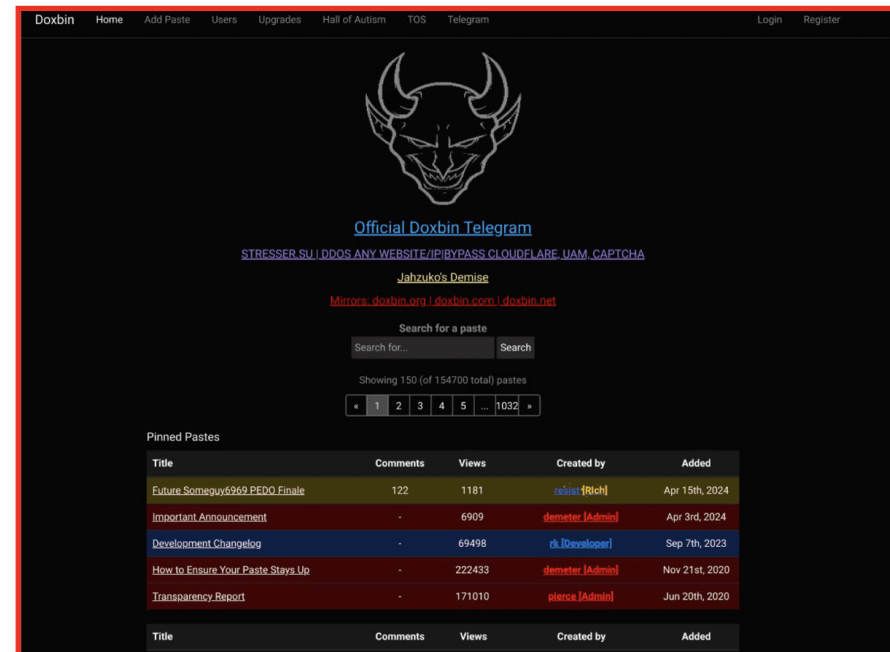 Doxbin Home Add Paste Users Upgrades Hall of Autism TOS Telegram Login Register
Official Doxbin Telegram
STRESSER.SU | DDOS ANY WEBSITE/IP|BYPASS CLOUDFLARE, UAM, CAPTCHA
Jahzuko's Demise
Mirrors: doxbin.org | doxbin.com | doxbin.net
Search for a paste
Search for... Search
Showing 150 (of 154700 total) pastes
« 1 2 3 4 5 ... 1032 »
Pinned Pastes
Title Comments Views Created by Added
Future Someguy6969 PEDO Finale 122 1181 [Rich] Apr 15th, 2024
Important Announcement - 6909 demeter [Admin] Apr 3rd, 2024
Development Changelog - 69498 rk [Developer] Sep 7th, 2023
How to Ensure Your Paste Stays Up - 222433 demeter [Admin] Nov 21st, 2020
Transparency Report - 171010 pierce [Admin] Jun 20th, 2020
Title Comments Views Created by Added